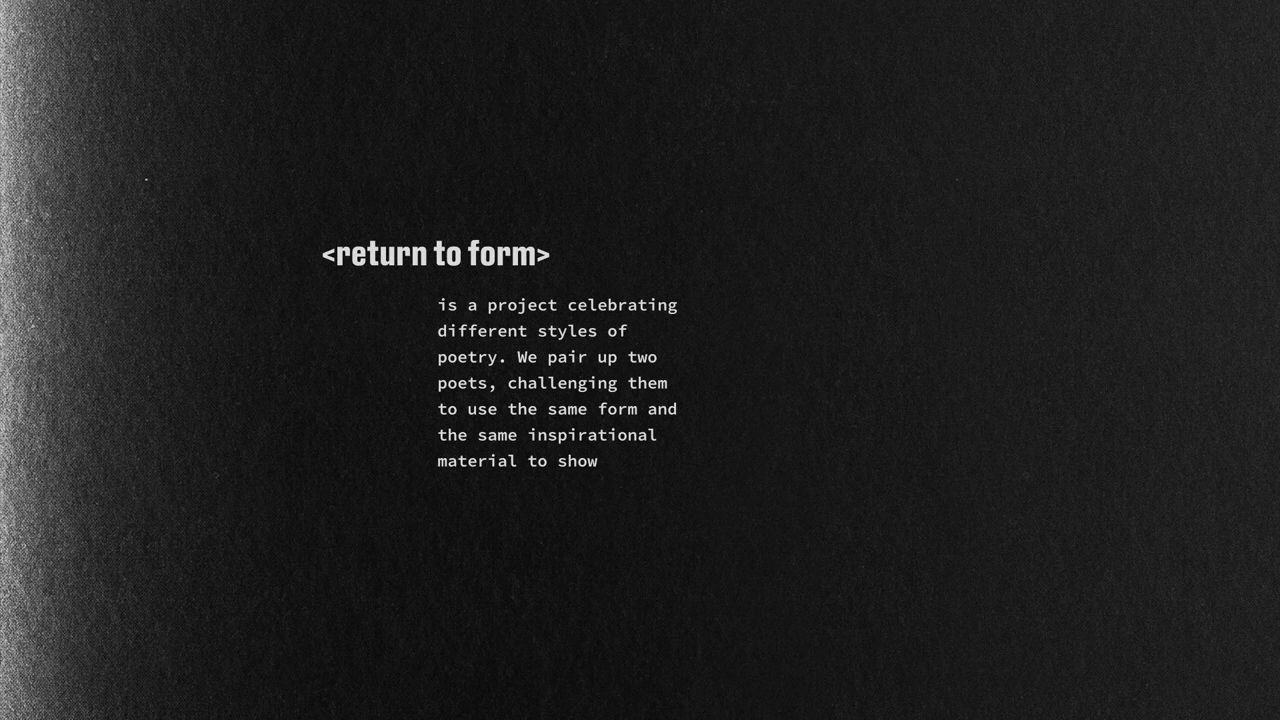 <return to form>
is a project celebrating
different styles of
poetry. We pair up two
poets, challenging them
to use the same form and
the same inspirational
material to show